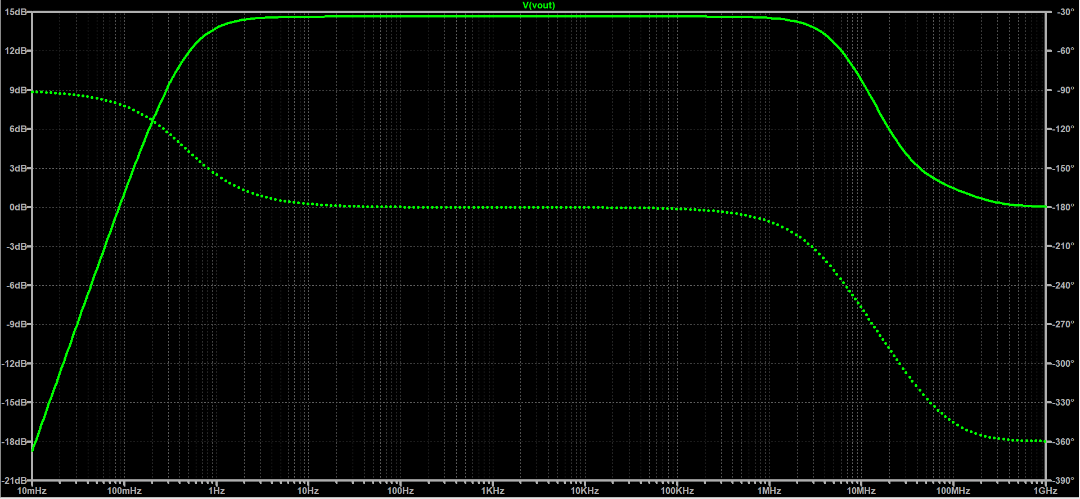 V(vout)
15dB -30°
12dB -60°
9dB -90°
6dB -120°
3dB -150°
0dB -180°
-3dB -210°
-6dB -240°
-9dB -270°
-12dB -300°
-15dB -330°
-18dB -360°
-21dB -390°
10mHz 100mHz 1Hz 10Hz 100Hz 1KHz 10KHz 100KHz 1MHz 10MHz 100MHz 1GHz